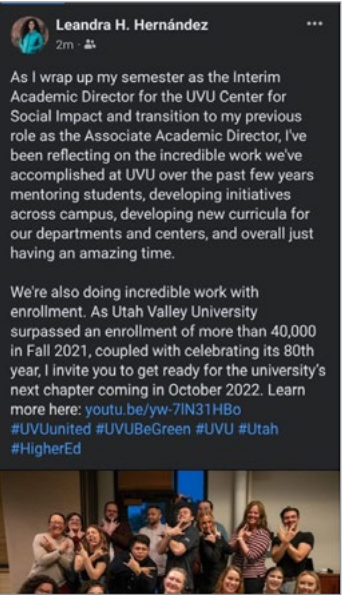 Leandra H. Hernández
2m ·
As I wrap up my semester as the Interim
Academic Director for the UVU Center for
Social Impact and transition to my previous
role as the Associate Academic Director, I've
been reflecting on the incredible work we've
accomplished at UVU over the past few years
mentoring students, developing initiatives
across campus, developing new curricula for
our departments and centers, and overall just
having an amazing time.
We're also doing incredible work with
enrollment. As Utah Valley University
surpassed an enrollment of more than 40,000
in Fall 2021, coupled with celebrating its 80th
year, I invite you to get ready for the university's
next chapter coming in October 2022. Learn
more here: youtu.be/yw-7lN31HBo
#UVUunited #UVUBeGreen #UVU #Utah
#HigherEd